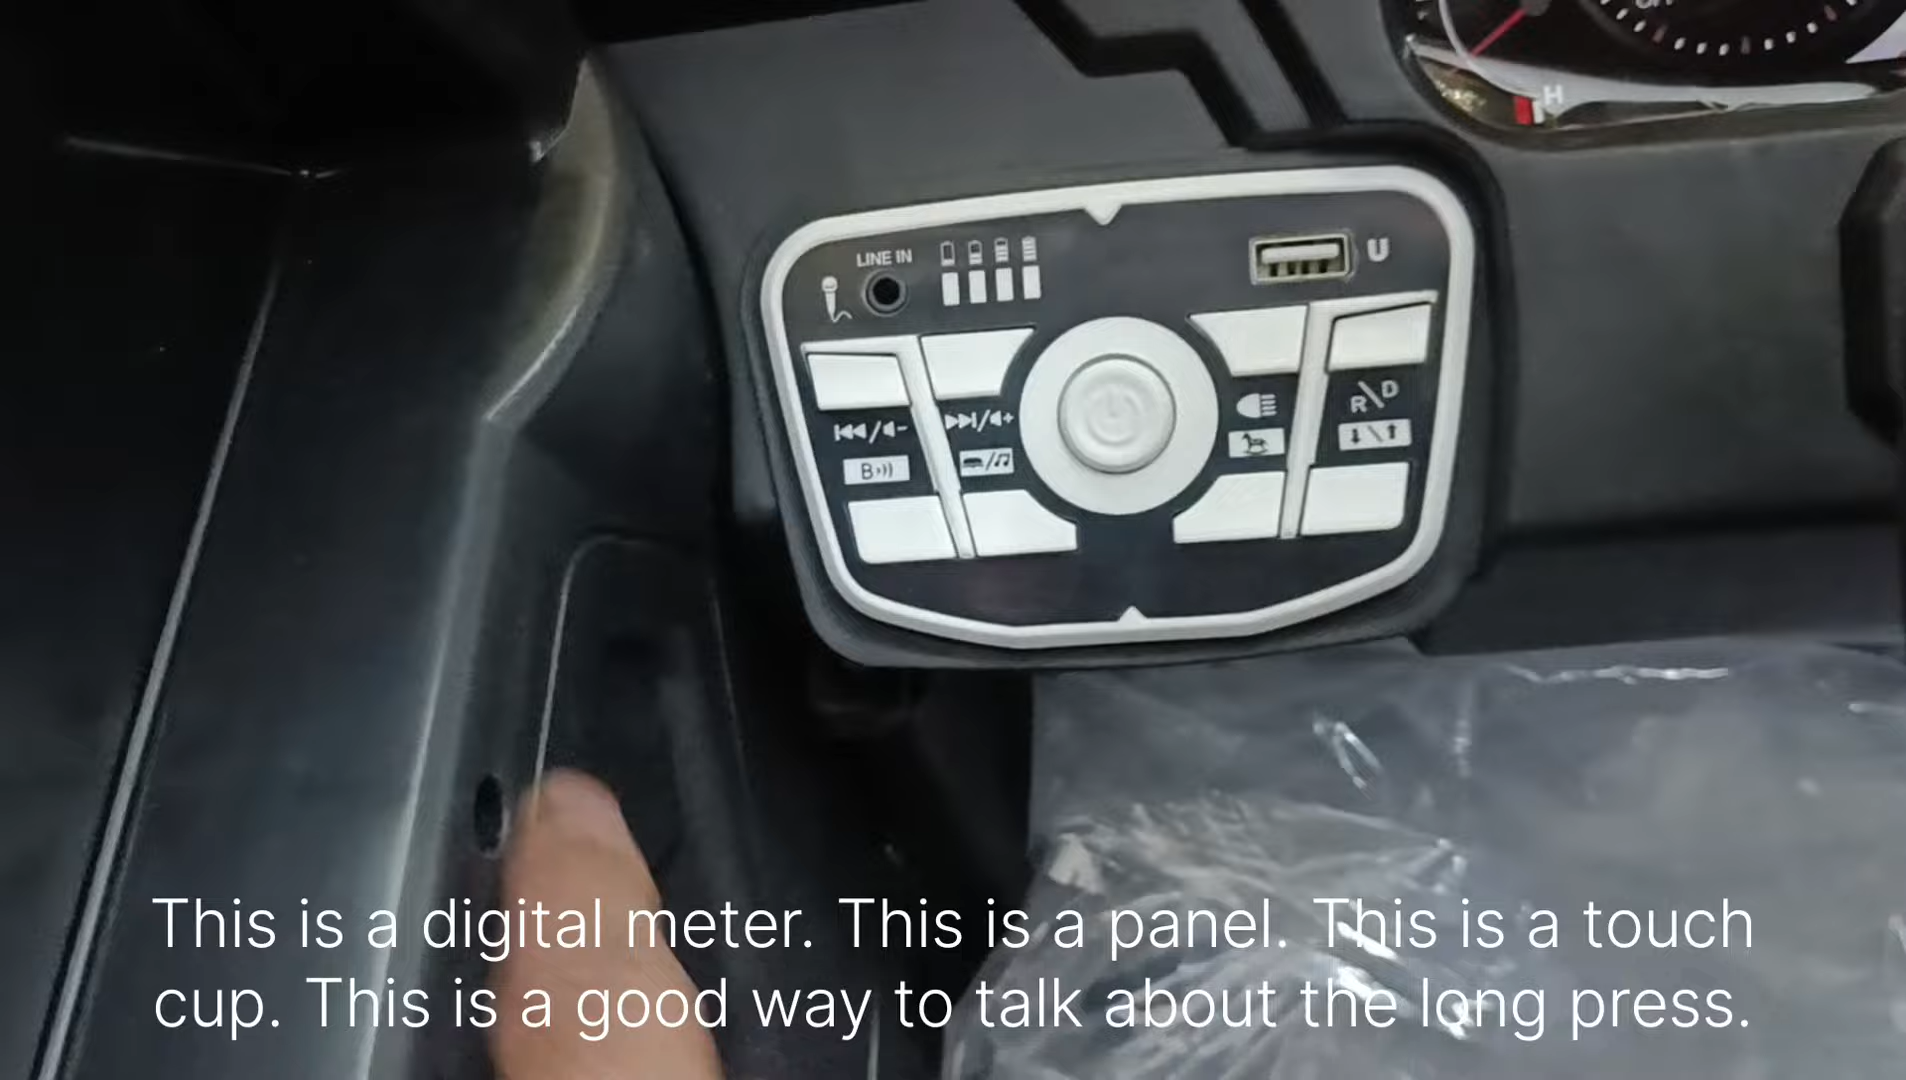 H
LINE IN
U
R\D
B
This is a digital meter. This is a panel. This is a touch
cup. This is a good way to talk about the long press.